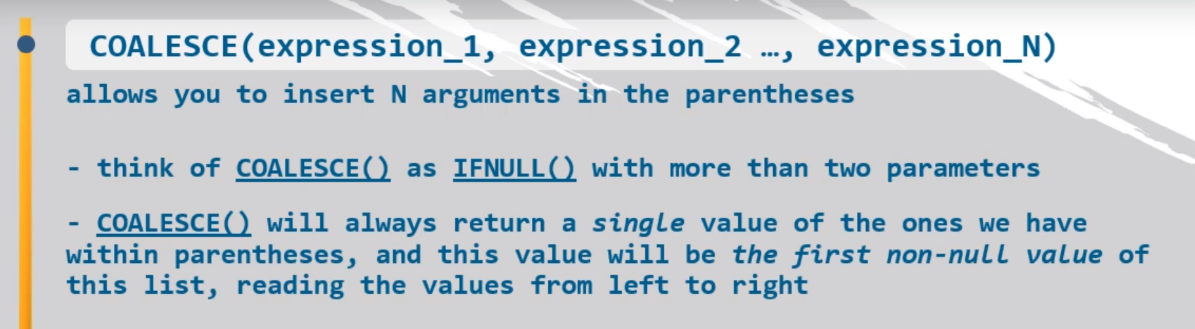 COALESCE(expression_1, expression_2 …, expression_N)
allows you to insert N arguments in the parentheses
- think of COALESCE() as IFNULL() with more than two parameters
- COALESCE() will always return a single value of the ones we have
within parentheses, and this value will be the first non-null value of
this list, reading the values from left to right